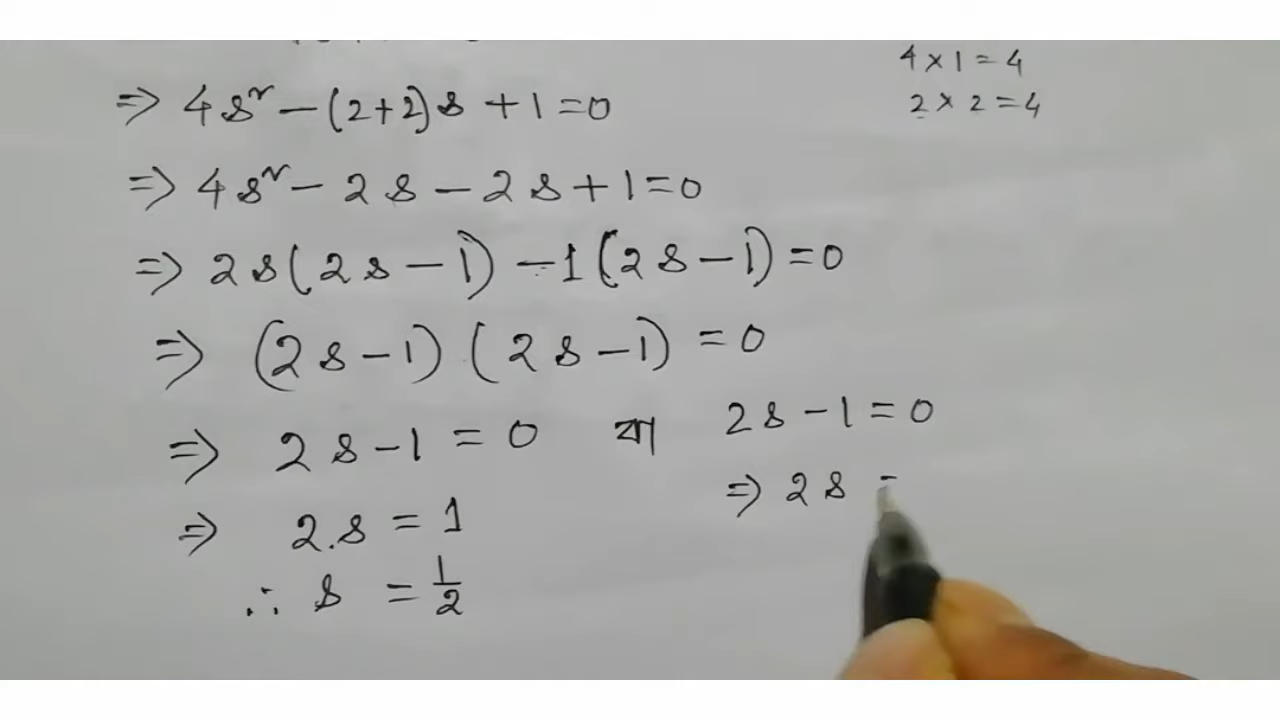 4 × 1 = 4
2 × 2 = 4
⇒ 4s² - (2+2)s + 1 = 0
⇒ 4s² - 2s - 2s + 1 = 0
⇒ 2s(2s - 1) - 1(2s - 1) = 0
⇒ (2s - 1)(2s - 1) = 0
⇒ 2s - 1 = 0 বা 2s - 1 = 0
⇒ 2s =
⇒ 2.s = 1
∴ s = 1/2